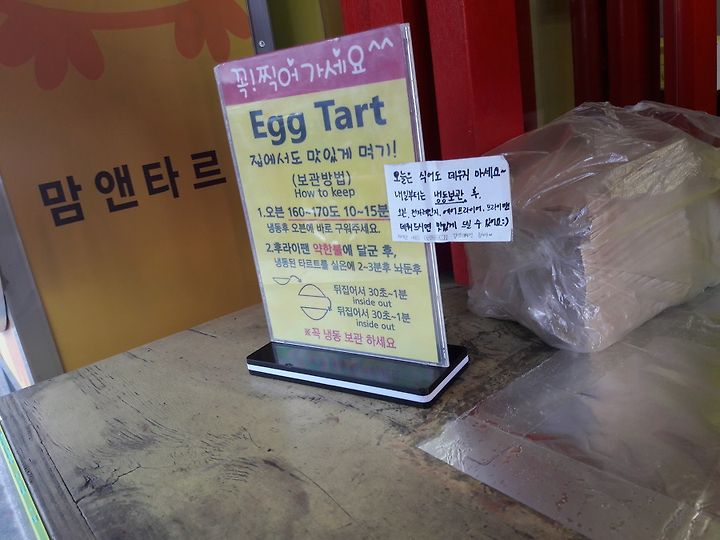 맘앤타르
꼭! 찍어 가세요^^
Egg Tart
집에서도 맛있게 먹기!
(보관방법)
How to keep
1.오븐 160~170도 10~15분
냉동후 오븐에 바로 구워주세요.
2.후라이팬 약한불에 달군 후,
냉동된 타르트를 실온에 2~3분후 놔둔후
뒤집어서 30초~1분
inside out
뒤집어서 30초~1분
inside out
※꼭 냉동 보관 하세요
오늘은 식어도 데우지 마세요~
내일부터는 냉동보관 후,
오븐, 전자레인지, 에어프라이어, 후라이팬
데워드시면 맛있게 드실 수 있어요:)